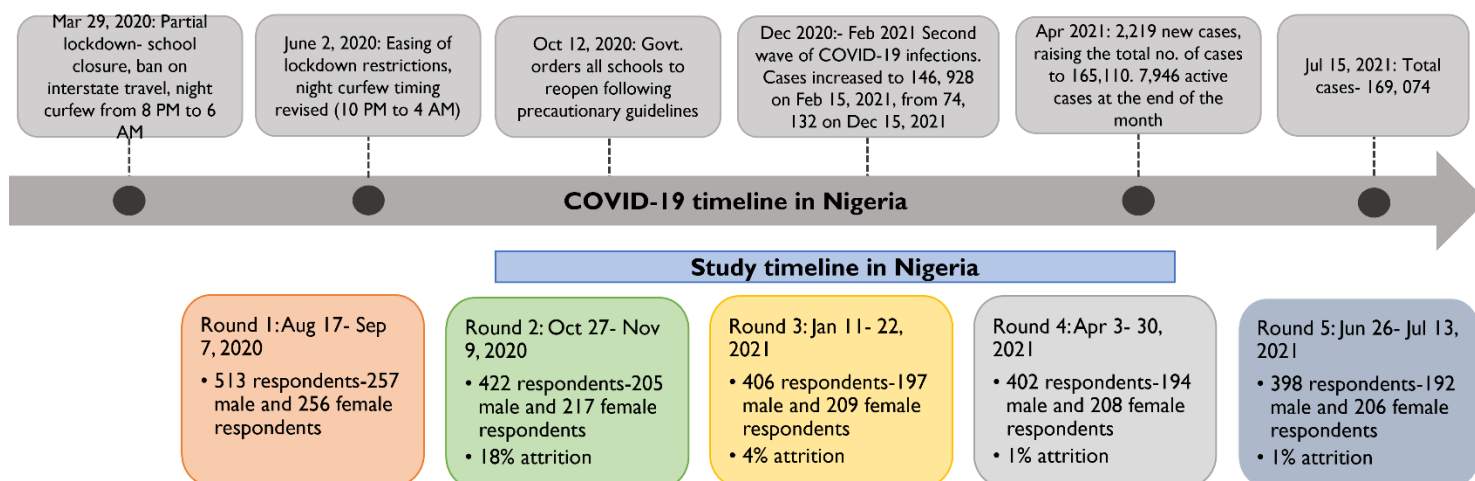 Mar 29, 2020: Partial
lockdown- school
closure, ban on
interstate travel, night
curfew from 8 PM to 6
AM
June 2, 2020: Easing of
lockdown restrictions,
night curfew timing
revised (10 PM to 4 AM)
Oct 12, 2020: Govt.
orders all schools to
reopen following
precautionary guidelines
Dec 2020:- Feb 2021 Second
wave of COVID-19 infections.
Cases increased to 146, 928
on Feb 15, 2021, from 74,
132 on Dec 15, 2021
Apr 2021: 2,219 new cases,
raising the total no. of cases
to 165,110. 7,946 active
cases at the end of the
month
Jul 15, 2021: Total
cases- 169, 074
COVID-19 timeline in Nigeria
Study timeline in Nigeria
Round 1: Aug 17- Sep
7, 2020
• 513 respondents-257
male and 256 female
respondents
Round 2: Oct 27- Nov
9, 2020
• 422 respondents-205
male and 217 female
respondents
• 18% attrition
Round 3: Jan 11- 22,
2021
• 406 respondents-197
male and 209 female
respondents
• 4% attrition
Round 4: Apr 3- 30,
2021
• 402 respondents-194
male and 208 female
respondents
• 1% attrition
Round 5: Jun 26- Jul 13,
2021
• 398 respondents-192
male and 206 female
respondents
• 1% attrition